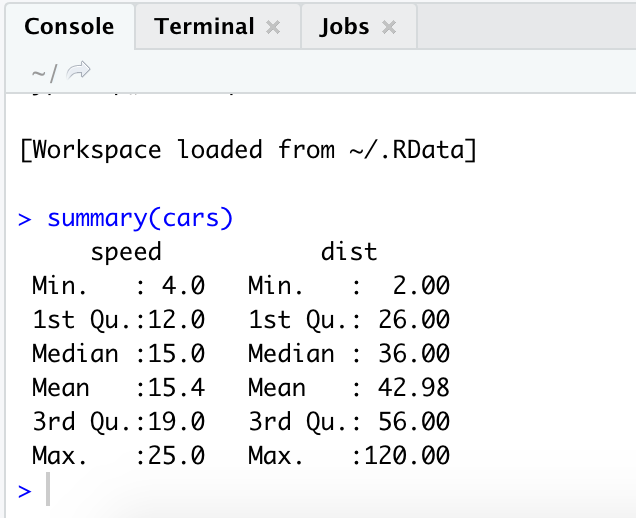 Console Terminal Jobs
~/
[Workspace loaded from ~/.RData]
> summary(cars)
     speed           dist
 Min.   : 4.0   Min.   :  2.00
 1st Qu.:12.0   1st Qu.: 26.00
 Median :15.0   Median : 36.00
 Mean   :15.4   Mean   : 42.98
 3rd Qu.:19.0   3rd Qu.: 56.00
 Max.   :25.0   Max.   :120.00
>